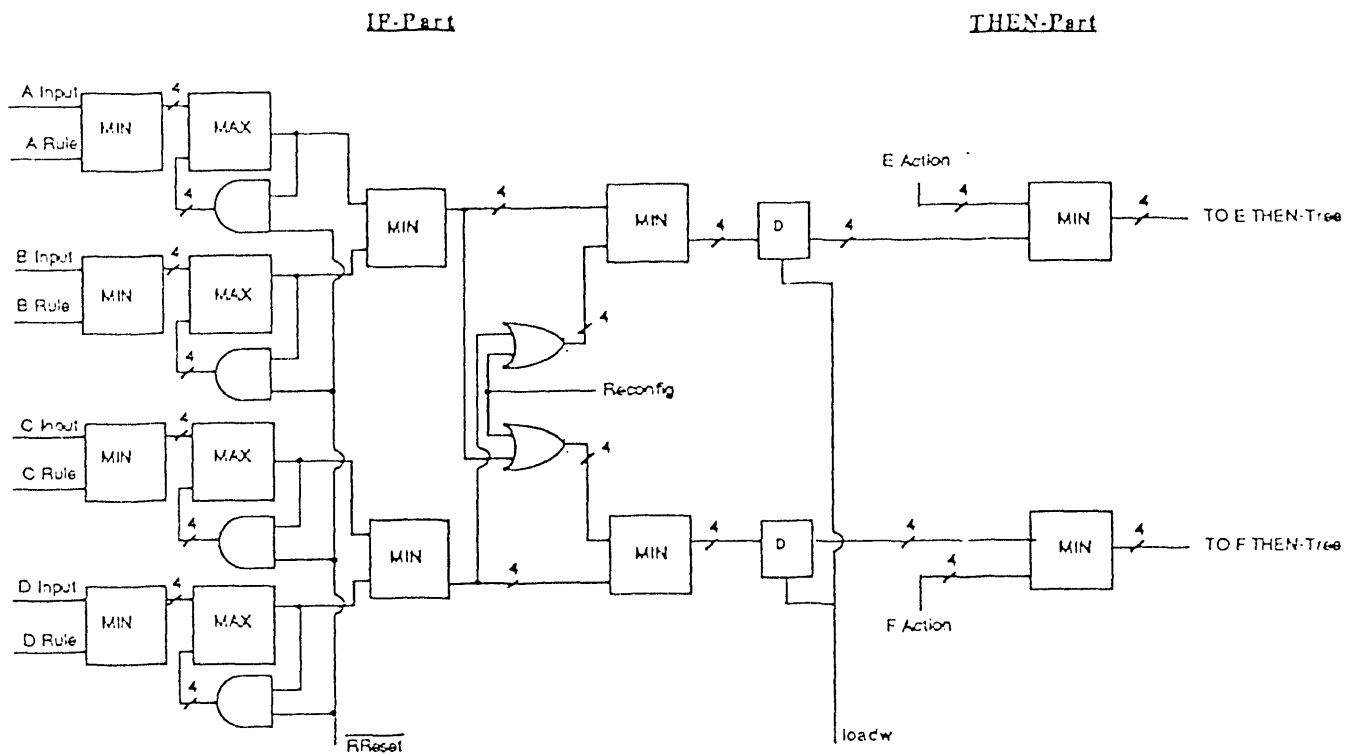 IF-Part
THEN-Part
A Input
4
MIN
MAX
A Rule
4
E Action
4
MIN
4
TO E THEN-Tree
MIN
4
MIN
4
D
4
B Input
4
MIN
MAX
B Rule
4
4
Reconfig
C Input
4
MIN
MAX
C Rule
4
4
MIN
4
MIN
4
D
4
MIN
4
TO F THEN-Tree
4
F Action
D Input
4
MIN
MAX
D Rule
4
RReset
loadw